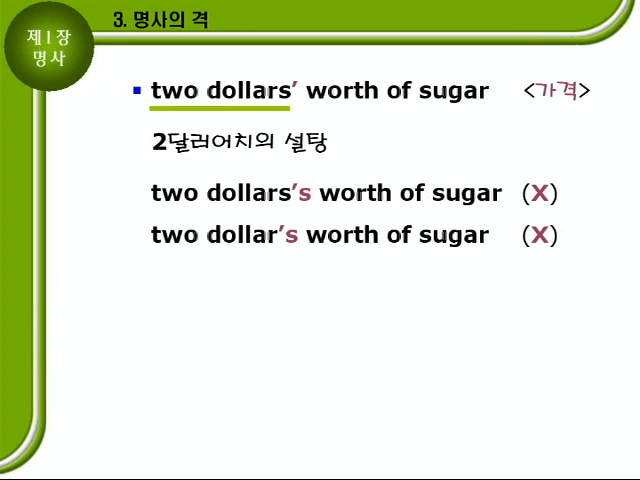 3. 명사의 격
제1장
명사
two dollars’ worth of sugar <가격>
2달러어치의 설탕
two dollars’s worth of sugar (X)
two dollar’s worth of sugar (X)